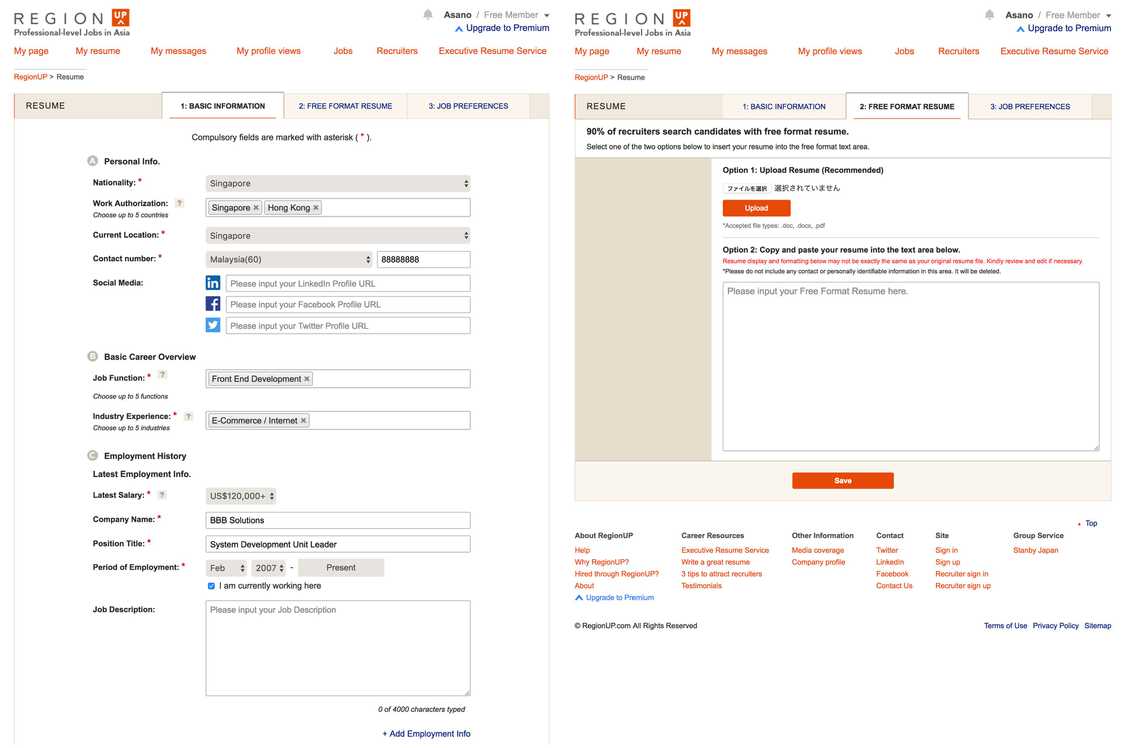 REGION UP
Professional-level Jobs in Asia
Asano / Free Member
Upgrade to Premium
My page My resume My messages My profile views Jobs Recruiters Executive Resume Service
RegionUP > Resume
RESUME 1: BASIC INFORMATION 2: FREE FORMAT RESUME 3: JOB PREFERENCES
Compulsory fields are marked with asterisk ( * ).
A Personal Info.
Nationality: * Singapore
Work Authorization: ? Singapore × Hong Kong ×
Choose up to 5 countries
Current Location: * Singapore
Contact number: * Malaysia(60) 88888888
Social Media: Please input your LinkedIn Profile URL
Please input your Facebook Profile URL
Please input your Twitter Profile URL
B Basic Career Overview
Job Function: * ? Front End Development ×
Choose up to 5 functions
Industry Experience: * ? E-Commerce / Internet ×
Choose up to 5 industries
C Employment History
Latest Employment Info.
Latest Salary: * ? US$120,000+
Company Name: * BBB Solutions
Position Title: * System Development Unit Leader
Period of Employment: * Feb 2007 - Present
I am currently working here
Job Description: Please input your Job Description
0 of 4000 characters typed
+ Add Employment Info
REGION UP
Professional-level Jobs in Asia
Asano / Free Member
Upgrade to Premium
My page My resume My messages My profile views Jobs Recruiters Executive Resume Service
RegionUP > Resume
RESUME 1: BASIC INFORMATION 2: FREE FORMAT RESUME 3: JOB PREFERENCES
90% of recruiters search candidates with free format resume.
Select one of the two options below to insert your resume into the free format text area.
Option 1: Upload Resume (Recommended)
ファイルを選択 選択されていません
Upload
*Accepted file types: .doc, .docx, .pdf
Option 2: Copy and paste your resume into the text area below.
Resume display and formatting below may not be exactly the same as your original resume file. Kindly review and edit if necessary.
*Please do not include any contact or personally identifiable information in this area. It will be deleted.
Please input your Free Format Resume here.
Save
Top
About RegionUP Career Resources Other Information Contact Site Group Service
Help Executive Resume Service Media coverage Twitter Sign in Stanby Japan
Why RegionUP? Write a great resume Company profile LinkedIn Sign up
Hired through RegionUP? 3 tips to attract recruiters Facebook Recruiter sign in
About Testimonials Contact Us Recruiter sign up
Upgrade to Premium
© RegionUP.com All Rights Reserved Terms of Use Privacy Policy Sitemap